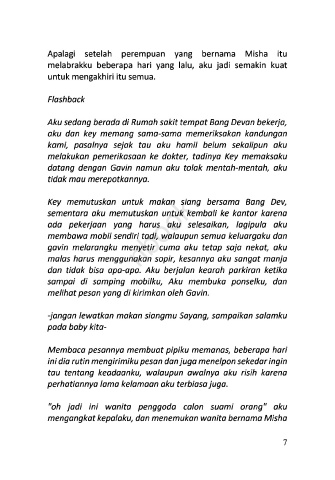 Apalagi setelah perempuan yang bernama Misha itu
melabrakku beberapa hari yang lalu, aku jadi semakin kuat
untuk mengakhiri itu semua.
Flashback
Aku sedang berada di Rumah sakit tempat Bang Devan bekerja,
aku dan key memang sama-sama memeriksakan kandungan
kami, pasalnya sejak tau aku hamil belum sekalipun aku
melakukan pemerikasaan ke dokter, tadinya Key memaksaku
datang dengan Gavin namun aku tolak mentah-mentah, aku
tidak mau merepotkannya.
Key memutuskan untuk makan siang bersama Bang Dev,
sementara aku memutuskan untuk kembali ke kantor karena
ada pekerjaan yang harus aku selesaikan, lagipula aku
membawa mobil sendiri tadi, walaupun semua keluargaku dan
gavin melarangku menyetir cuma aku tetap saja nekat, aku
malas harus menggunakan sopir, kesannya aku sangat manja
dan tidak bisa apa-apa. Aku berjalan kearah parkiran ketika
sampai di samping mobilku, Aku membuka ponselku, dan
melihat pesan yang di kirimkan oleh Gavin.
-jangan lewatkan makan siangmu Sayang, sampaikan salamku
pada baby kita-
Membaca pesannya membuat pipiku memanas, beberapa hari
ini dia rutin mengirimiku pesan dan juga menelpon sekedar ingin
tau tentang keadaanku, walaupun awalnya aku risih karena
perhatiannya lama kelamaan aku terbiasa juga.
"oh jadi ini wanita penggoda calon suami orang" aku
mengangkat kepalaku, dan menemukan wanita bernama Misha
7